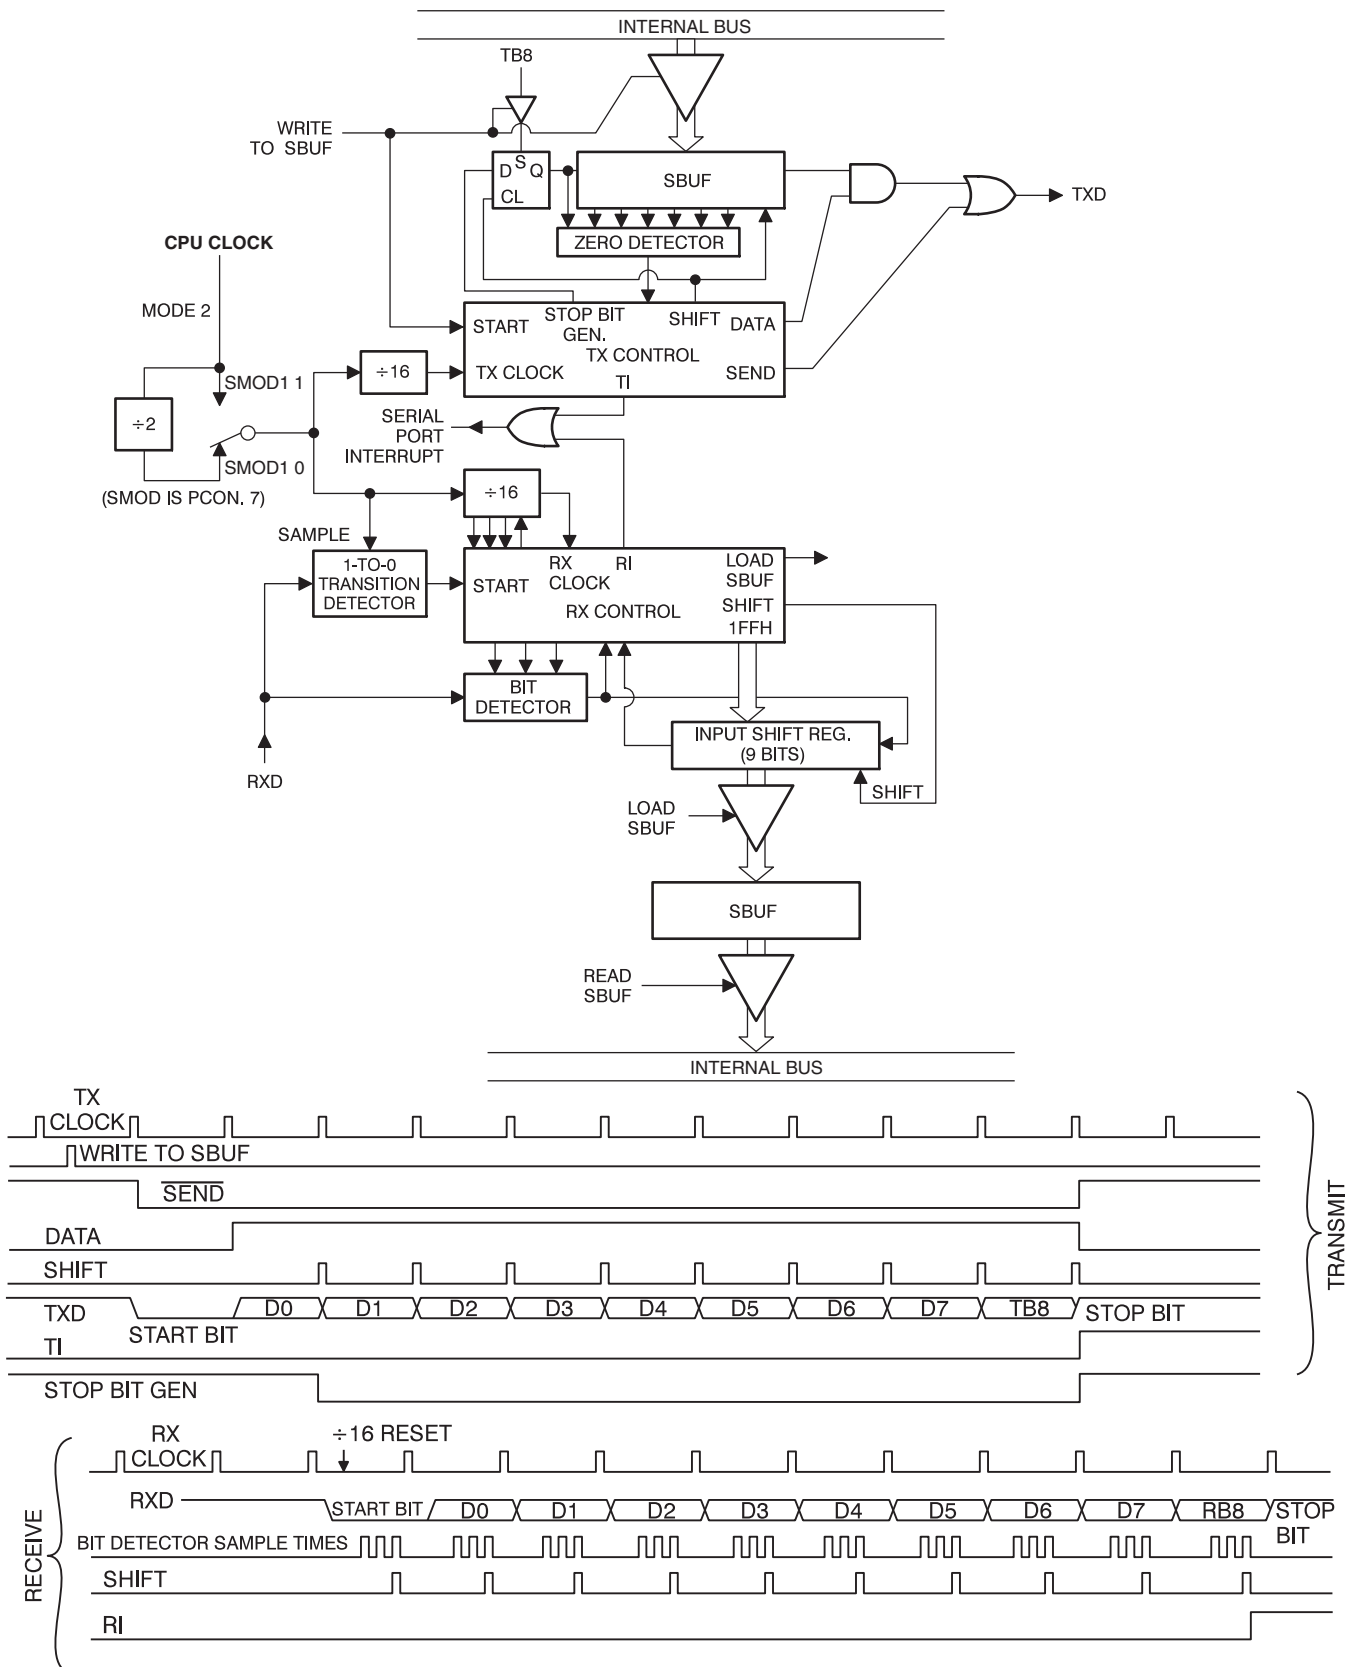 INTERNAL BUS
TB8
WRITE
TO SBUF
D S Q
CL
SBUF
TXD
ZERO DETECTOR
CPU CLOCK
MODE 2
START
STOP BIT
GEN.
SHIFT
DATA
TX CONTROL
TX CLOCK
TI
SEND
÷16
SMOD1 1
÷2
SMOD1 0
(SMOD IS PCON. 7)
SERIAL
PORT
INTERRUPT
÷16
SAMPLE
1-TO-0
TRANSITION
DETECTOR
START
RX
CLOCK
RI
LOAD
SBUF
RX CONTROL
SHIFT
1FFH
BIT
DETECTOR
INPUT SHIFT REG.
(9 BITS)
RXD
SHIFT
LOAD
SBUF
SBUF
READ
SBUF
INTERNAL BUS
TX
CLOCK
WRITE TO SBUF
SEND
DATA
SHIFT
TXD
START BIT
D0 D1 D2 D3 D4 D5 D6 D7 TB8
STOP BIT
TI
STOP BIT GEN
TRANSMIT
RX
CLOCK
÷16 RESET
RXD
START BIT
D0 D1 D2 D3 D4 D5 D6 D7 RB8
STOP
BIT
BIT DETECTOR SAMPLE TIMES
SHIFT
RI
RECEIVE